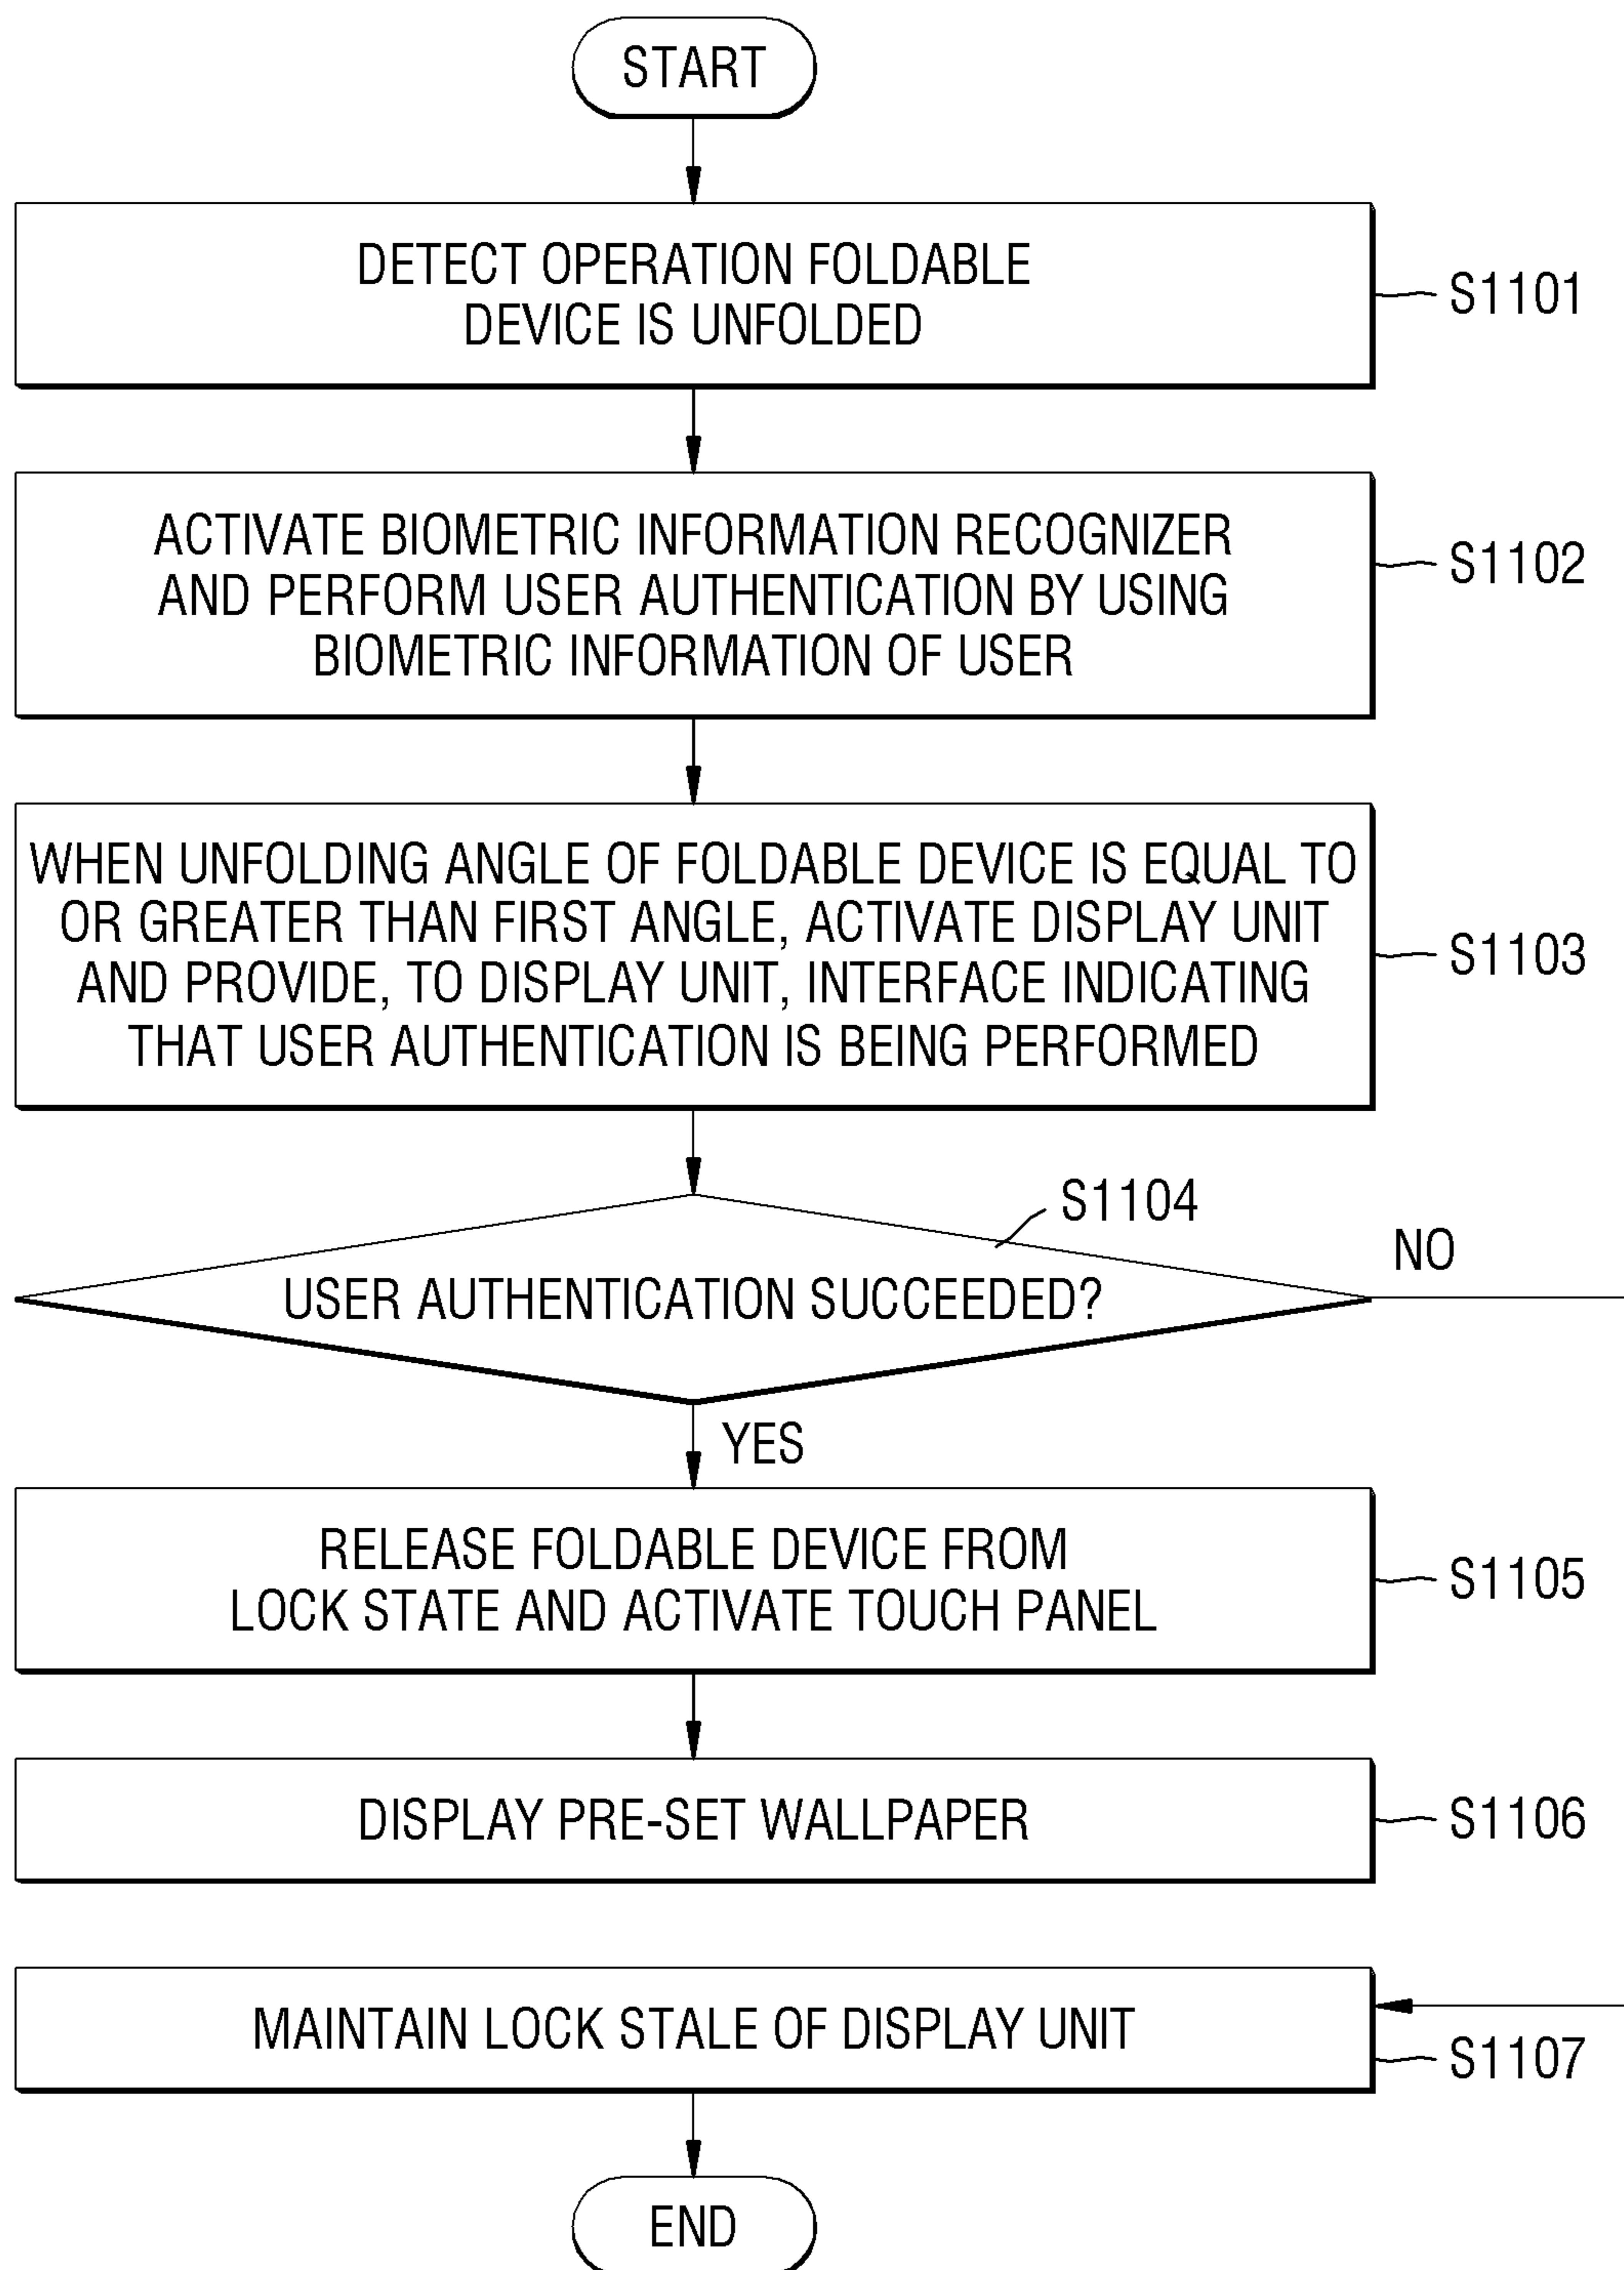 START
DETECT OPERATION FOLDABLE
DEVICE IS UNFOLDED
S1101
ACTIVATE BIOMETRIC INFORMATION RECOGNIZER
AND PERFORM USER AUTHENTICATION BY USING
BIOMETRIC INFORMATION OF USER
S1102
WHEN UNFOLDING ANGLE OF FOLDABLE DEVICE IS EQUAL TO
OR GREATER THAN FIRST ANGLE, ACTIVATE DISPLAY UNIT
AND PROVIDE, TO DISPLAY UNIT, INTERFACE INDICATING
THAT USER AUTHENTICATION IS BEING PERFORMED
S1103
S1104
USER AUTHENTICATION SUCCEEDED?
NO
YES
RELEASE FOLDABLE DEVICE FROM
LOCK STATE AND ACTIVATE TOUCH PANEL
S1105
DISPLAY PRE-SET WALLPAPER
S1106
MAINTAIN LOCK STALE OF DISPLAY UNIT
S1107
END